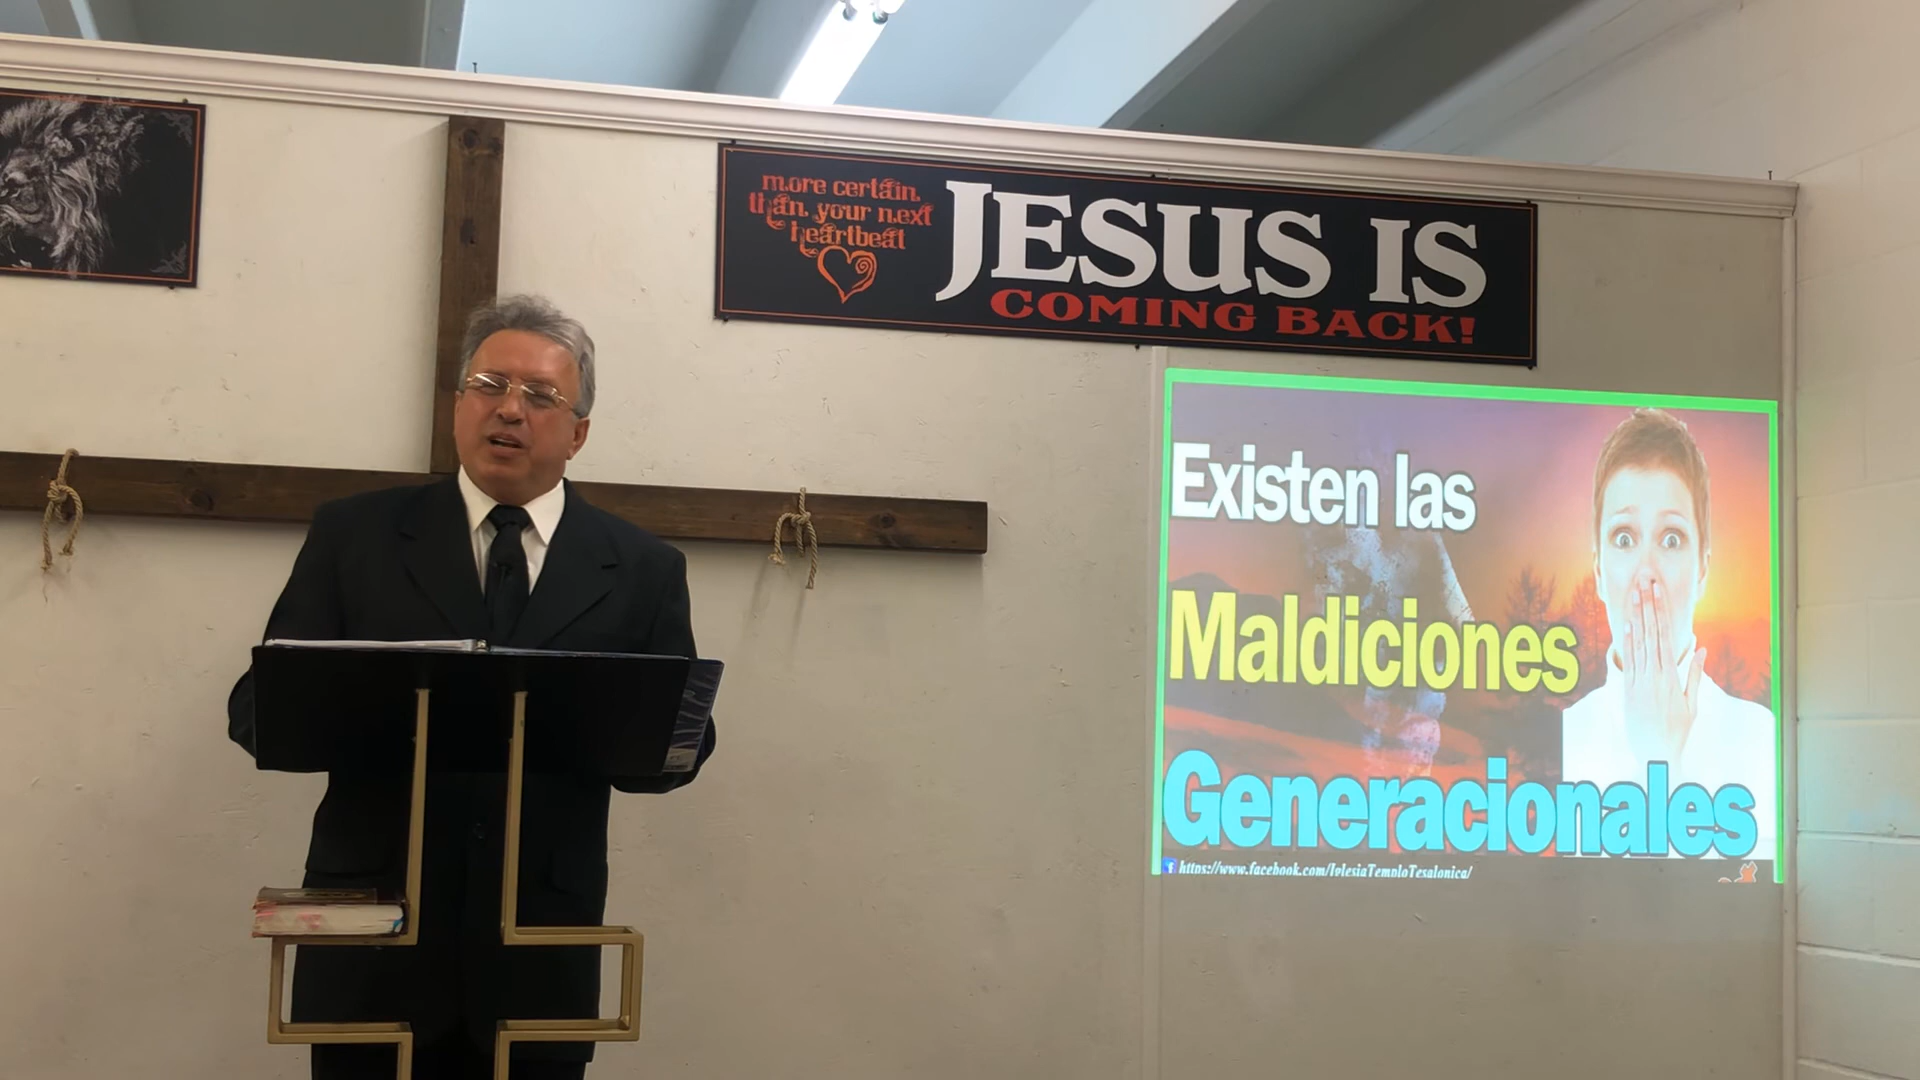 more certain
than your next
heartbeat
JESUS IS
COMING BACK!
Existen las
Maldiciones
Generacionales
https://www.facebook.com/IglesiaTemploTesalonica/